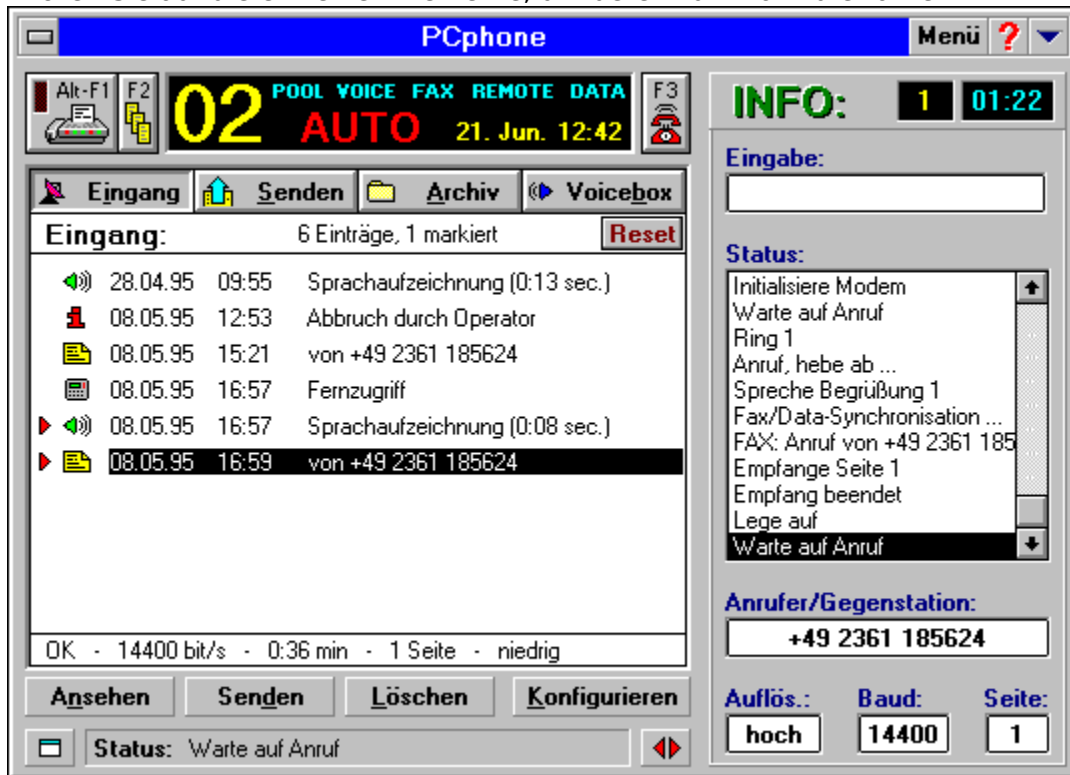 PCphone
Menü ?
Alt-F1 F2
02
POOL VOICE FAX REMOTE DATA
AUTO 21. Jun. 12:42
F3
Eingang Senden Archiv Voicebox
Eingang: 6 Einträge, 1 markiert Reset
28.04.95 09:55 Sprachaufzeichnung (0:13 sec.)
08.05.95 12:53 Abbruch durch Operator
08.05.95 15:21 von +49 2361 185624
08.05.95 16:57 Fernzugriff
08.05.95 16:57 Sprachaufzeichnung (0:08 sec.)
08.05.95 16:59 von +49 2361 185624
OK - 14400 bit/s - 0:36 min - 1 Seite - niedrig
Ansehen Senden Löschen Konfigurieren
Status: Warte auf Anruf
INFO: 1 01:22
Eingabe:
Status:
Initialisiere Modem
Warte auf Anruf
Ring 1
Anruf, hebe ab ...
Spreche Begrüßung 1
Fax/Data-Synchronisation ...
FAX: Anruf von +49 2361 185
Empfange Seite 1
Empfang beendet
Lege auf
Warte auf Anruf
Anrufer/Gegenstation:
+49 2361 185624
Auflös.: Baud: Seite:
hoch 14400 1